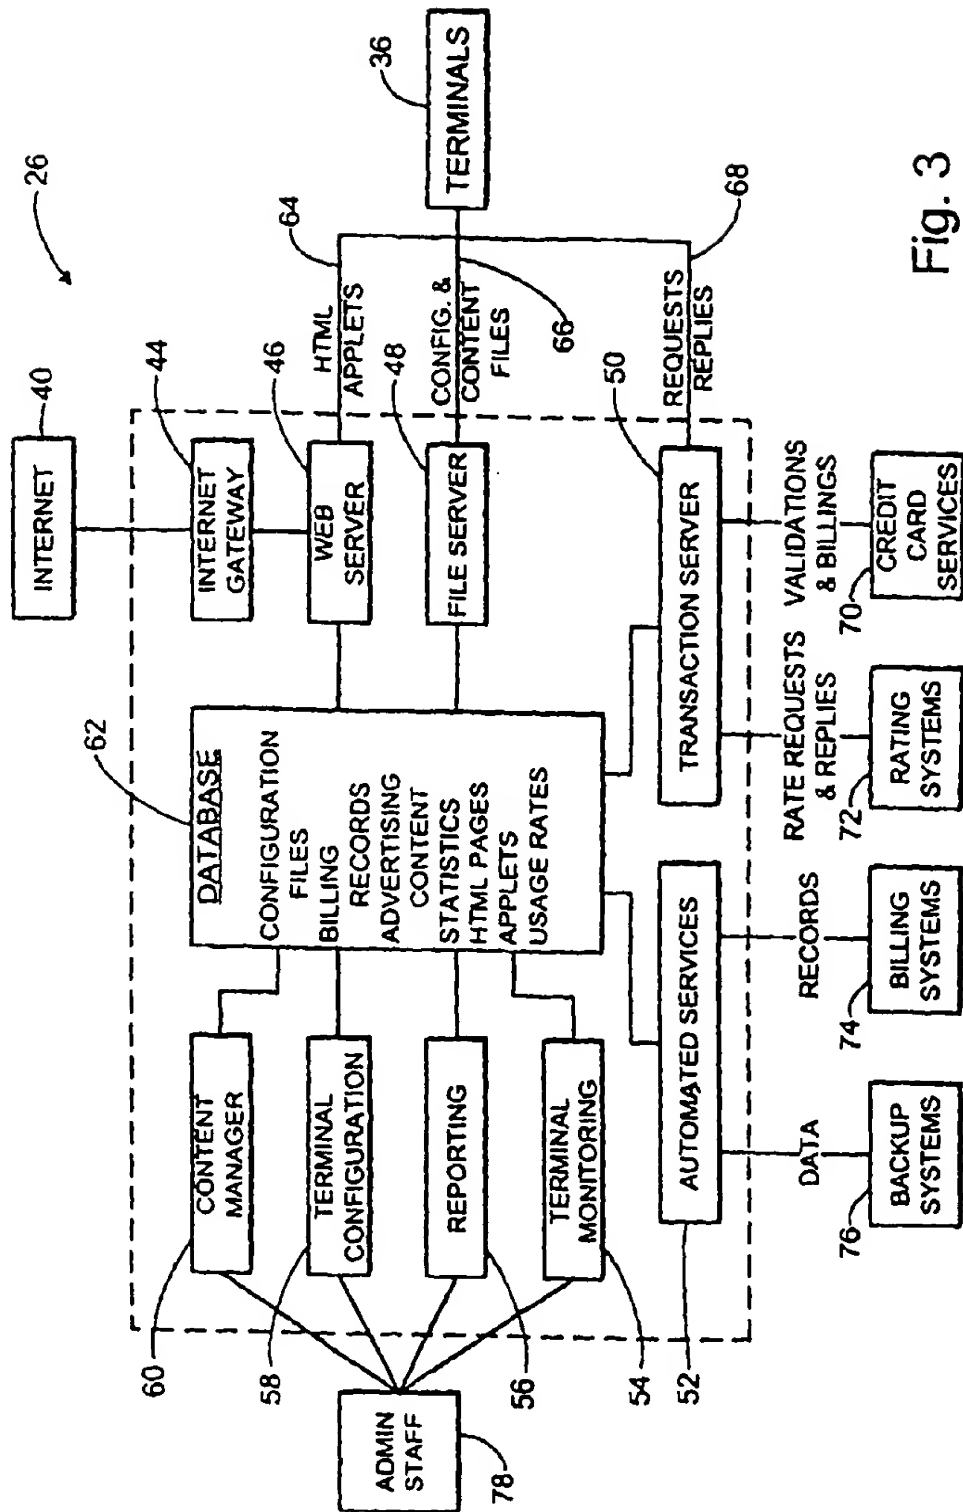 26
40
INTERNET
44
INTERNET
GATEWAY
46
WEB
SERVER
48
FILE SERVER
50
TRANSACTION SERVER
HTML
APPLETS
64
CONFIG. &
CONTENT
FILES
66
REQUESTS
REPLIES
68
36
TERMINALS
62
DATABASE
CONFIGURATION
FILES
BILLING
RECORDS
ADVERTISING
CONTENT
STATISTICS
HTML PAGES
APPLETS
USAGE RATES
60
CONTENT
MANAGER
58
TERMINAL
CONFIGURATION
56
REPORTING
54
TERMINAL
MONITORING
52
AUTOMATED SERVICES
ADMIN
STAFF
78
DATA
76
BACKUP
SYSTEMS
RECORDS
74
BILLING
SYSTEMS
RATE REQUESTS
& REPLIES
72
RATING
SYSTEMS
VALIDATIONS
& BILLINGS
70
CREDIT
CARD
SERVICES
Fig. 3